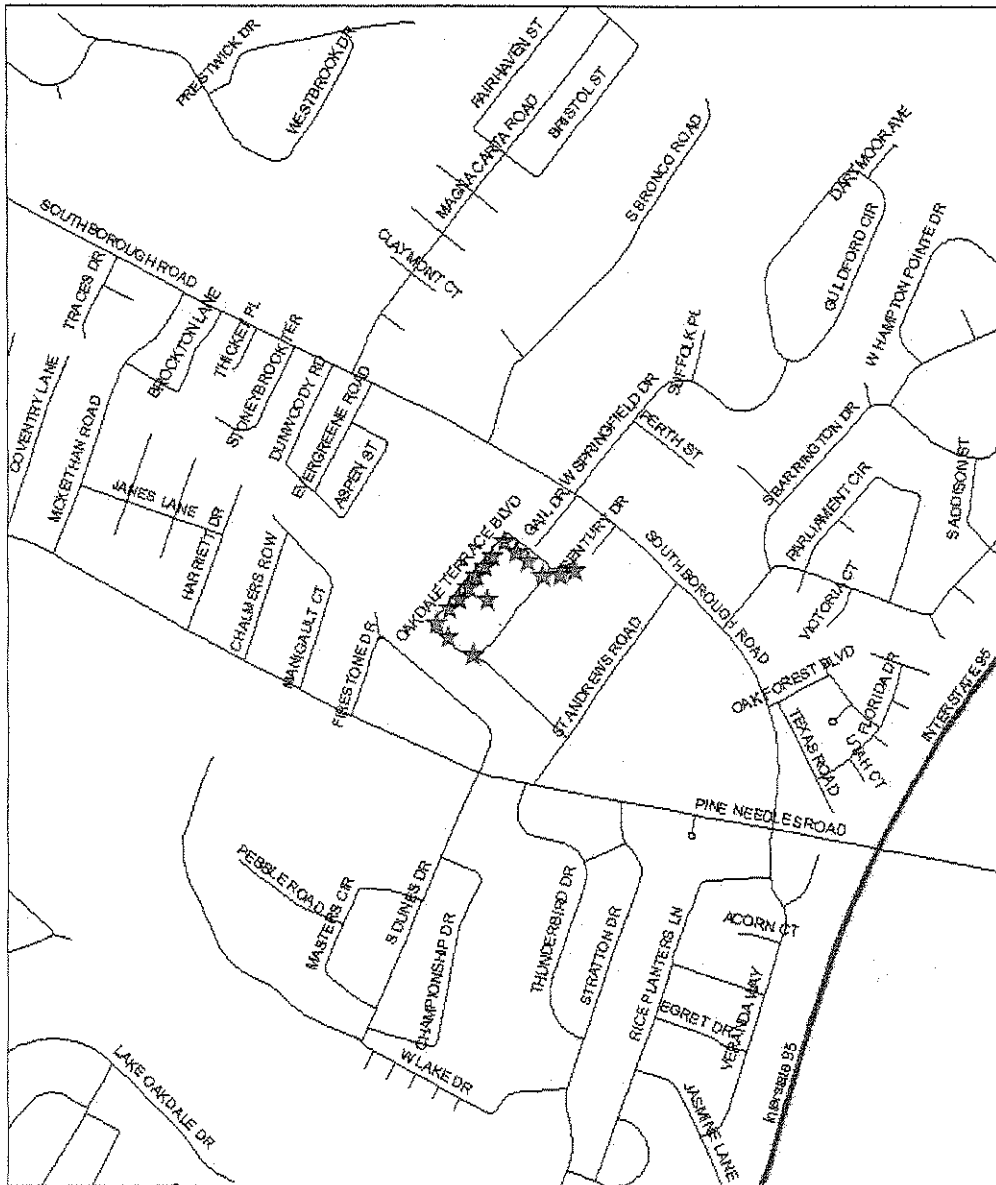 PRESTWICK DR
WESTBROOK DR
FAIRHAVEN ST
MAGNA CARTA ROAD
BRISTOL ST
SOUTHBOROUGH ROAD
S BRONCO ROAD
DARTMOOR AVE
CLAYMONT CT
GUILDFORD CIR
TRACES DR
BROCKTON LANE
THICKET PL
W HAMPTON POINTE DR
COVENTRY LANE
STONEYBROOK TER
DUNWOODY RD
SUFFOLK PL
MCKEITHAN ROAD
EVERGREENE ROAD
ASPEN ST
W SPRINGFIELD DR
PERTH ST
S BARRINGTON DR
JANES LANE
GAIL DR
PARLIAMENT CIR
S ADDISON ST
HARRIETT DR
OAKDALE TERRACE BLVD
CENTURY DR
CHALMERS ROW
SOUTHBOROUGH ROAD
VICTORIA CT
MANIGAULT CT
FIRESTONE DR
ST ANDREWS ROAD
OAK FOREST BLVD
FLORIDA DR
INTERSTATE 95
TEXAS ROAD
UTAH CT
PINE NEEDLES ROAD
PEBBLE ROAD
MASTERS CIR
S DUNES DR
CHAMPIONSHIP DR
THUNDERBIRD DR
STRATTON DR
RICE PLANTERS LN
ACORN CT
EGRET DR
VERANDA WAY
Interstate 95
W LAKE DR
JASMINE LANE
LAKE OAKDALE DR